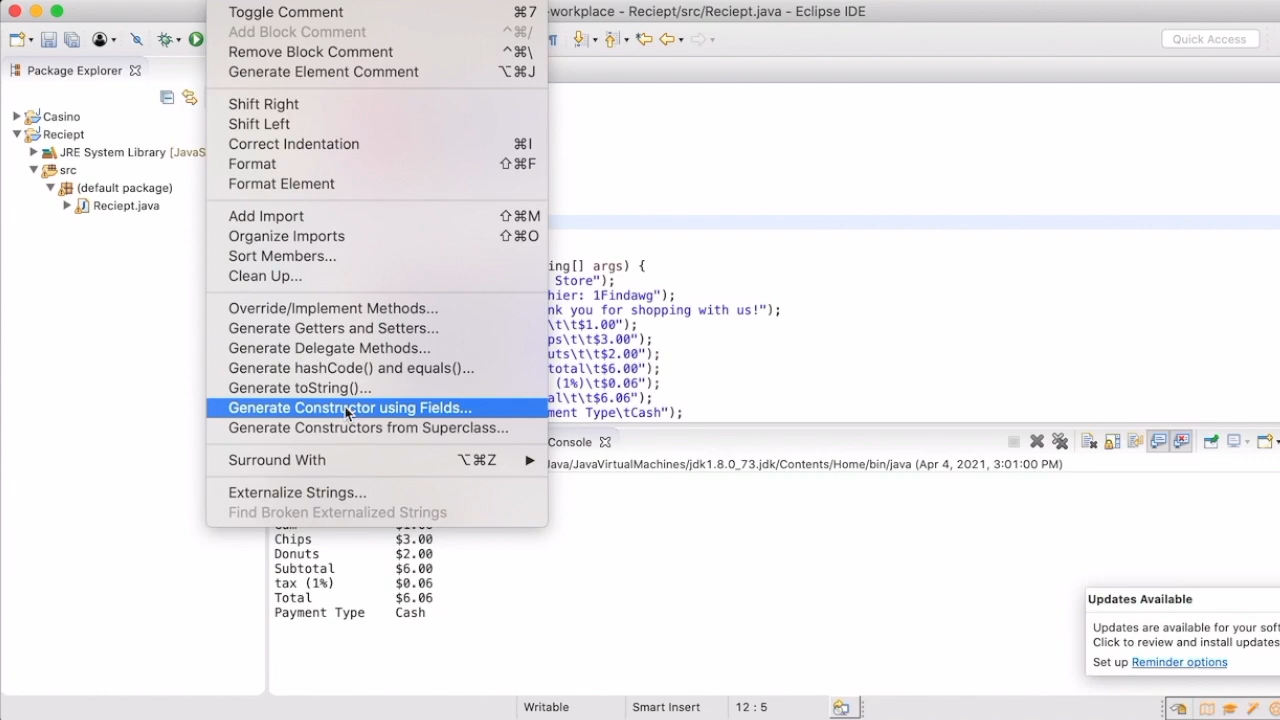 workplace - Reciept/src/Reciept.java - Eclipse IDE
Quick Access
Package Explorer
Casino
Reciept
JRE System Library [JavaS
src
(default package)
Reciept.java
Toggle Comment ⌘7
Add Block Comment ^⌘/
Remove Block Comment ^⌘\
Generate Element Comment ⌥⌘J
Shift Right
Shift Left
Correct Indentation ⌘I
Format ⇧⌘F
Format Element
Add Import ⇧⌘M
Organize Imports ⇧⌘O
Sort Members...
Clean Up...
Override/Implement Methods...
Generate Getters and Setters...
Generate Delegate Methods...
Generate hashCode() and equals()...
Generate toString()...
Generate Constructor using Fields...
Generate Constructors from Superclass...
Surround With ⌥⌘Z
Externalize Strings...
Find Broken Externalized Strings
ing[] args) {
Store");
hier: 1Findawg");
nk you for shopping with us!");
\t\t$1.00");
ps\t\t$3.00");
uts\t\t$2.00");
total\t$6.00");
(1%)\t$0.06");
al\t\t$6.06");
ment Type\tCash");
Console
Java/JavaVirtualMachines/jdk1.8.0_73.jdk/Contents/Home/bin/java (Apr 4, 2021, 3:01:00 PM)
Chips $3.00
Donuts $2.00
Subtotal $6.00
tax (1%) $0.06
Total $6.06
Payment Type Cash
Updates Available
Updates are available for your soft
Click to review and install updates
Set up Reminder options
Writable
Smart Insert
12 : 5